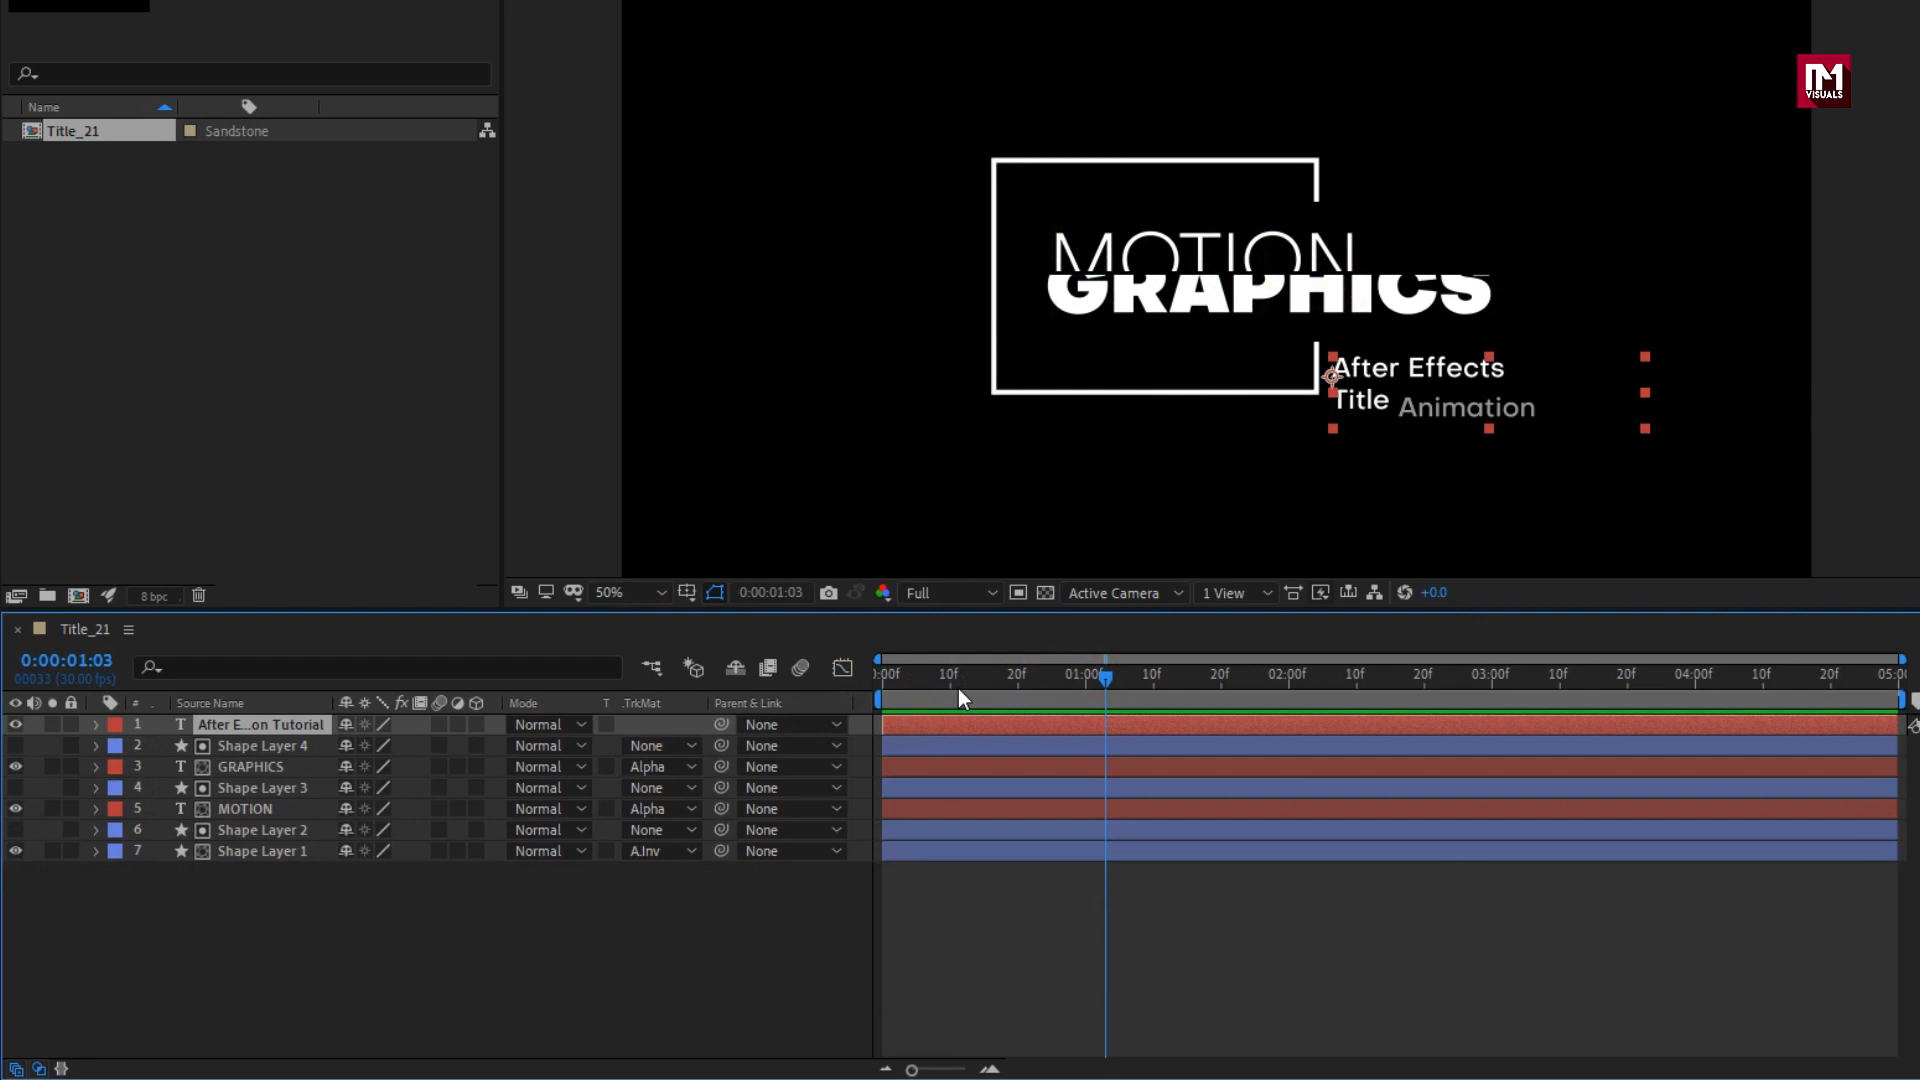 VISUALS
Name
Title_21 Sandstone
MOTION
GRAPHICS
After Effects
Title Animation
8 bpc
50% 0:00:01:03 Full Active Camera 1 View +0.0
Title_21
0:00:01:03
00033 (30.00 fps)
:00f 10f 20f 01:00f 10f 20f 02:00f 10f 20f 03:00f 10f 20f 04:00f 10f 20f 05:00
# Source Name fx Mode T .TrkMat Parent & Link
1 T After E...on Tutorial Normal None
2 Shape Layer 4 Normal None None
3 T GRAPHICS Normal Alpha None
4 Shape Layer 3 Normal None None
5 T MOTION Normal Alpha None
6 Shape Layer 2 Normal None None
7 Shape Layer 1 Normal A.Inv None